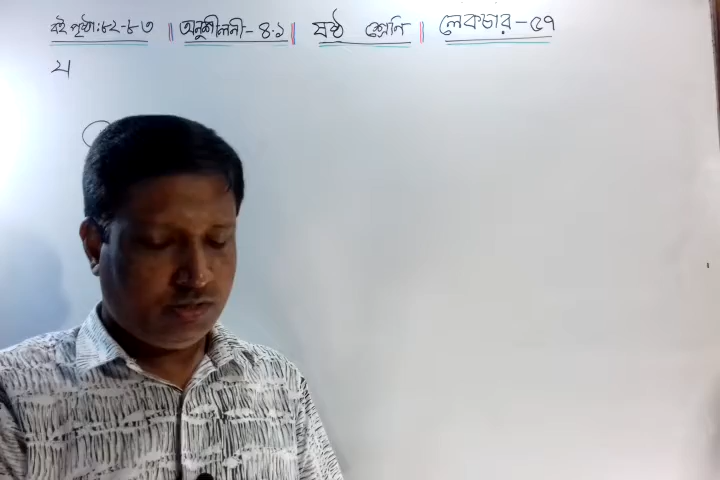 বই পৃষ্ঠা: ৮২-৮৩ || অনুশীলনী-৪.১ || ষষ্ঠ শ্রেণি || লেকচার-৫৭